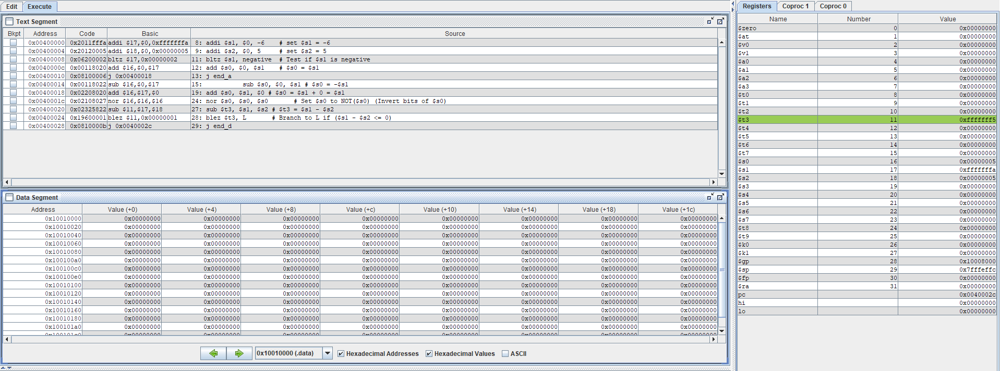 Edit Execute
Text Segment
Bkpt Address Code Basic Source
0x00400000 0x2011fffa addi $17,$0,0xfffffffa 8: addi $s1, $0, -6 # set $s1 = -6
0x00400004 0x20120005 addi $18,$0,0x00000005 9: addi $s2, $0, 5 # set $s2 = 5
0x00400008 0x06200002 bltz $17,0x00000002 11: bltz $s1, negative # Test if $s1 is negative
0x0040000c 0x00118020 add $16,$0,$17 12: add $s0, $0, $s1 # $s0 = $s1
0x00400010 0x08100006 j 0x00400018 13: j end_a
0x00400014 0x00118022 sub $16,$0,$17 15: sub $s0, $0, $s1 # $s0 = -$s1
0x00400018 0x02208020 add $16,$17,$0 19: add $s0, $s1, $0 # $s0 = $s1 + 0 = $s1
0x0040001c 0x02108027 nor $16,$16,$16 24: nor $s0, $s0, $s0 # Set $s0 to NOT($s0) (Invert bits of $s0)
0x00400020 0x02325822 sub $11,$17,$18 27: sub $t3, $s1, $s2 # $t3 = $s1 - $s2
0x00400024 0x19600001 blez $11,0x00000001 28: blez $t3, L # Branch to L if ($s1 - $s2 <= 0)
0x00400028 0x0810000b j 0x0040002c 29: j end_d
Data Segment
Address Value (+0) Value (+4) Value (+8) Value (+c) Value (+10) Value (+14) Value (+18) Value (+1c)
0x10010000 0x00000000 0x00000000 0x00000000 0x00000000 0x00000000 0x00000000 0x00000000 0x00000000
0x10010020 0x00000000 0x00000000 0x00000000 0x00000000 0x00000000 0x00000000 0x00000000 0x00000000
0x10010040 0x00000000 0x00000000 0x00000000 0x00000000 0x00000000 0x00000000 0x00000000 0x00000000
0x10010060 0x00000000 0x00000000 0x00000000 0x00000000 0x00000000 0x00000000 0x00000000 0x00000000
0x10010080 0x00000000 0x00000000 0x00000000 0x00000000 0x00000000 0x00000000 0x00000000 0x00000000
0x100100a0 0x00000000 0x00000000 0x00000000 0x00000000 0x00000000 0x00000000 0x00000000 0x00000000
0x100100c0 0x00000000 0x00000000 0x00000000 0x00000000 0x00000000 0x00000000 0x00000000 0x00000000
0x100100e0 0x00000000 0x00000000 0x00000000 0x00000000 0x00000000 0x00000000 0x00000000 0x00000000
0x10010100 0x00000000 0x00000000 0x00000000 0x00000000 0x00000000 0x00000000 0x00000000 0x00000000
0x10010120 0x00000000 0x00000000 0x00000000 0x00000000 0x00000000 0x00000000 0x00000000 0x00000000
0x10010140 0x00000000 0x00000000 0x00000000 0x00000000 0x00000000 0x00000000 0x00000000 0x00000000
0x10010160 0x00000000 0x00000000 0x00000000 0x00000000 0x00000000 0x00000000 0x00000000 0x00000000
0x10010180 0x00000000 0x00000000 0x00000000 0x00000000 0x00000000 0x00000000 0x00000000 0x00000000
0x100101a0 0x00000000 0x00000000 0x00000000 0x00000000 0x00000000 0x00000000 0x00000000 0x00000000
0x100101c0 0x00000000 0x00000000 0x00000000 0x00000000 0x00000000 0x00000000 0x00000000 0x00000000
0x10010000 (.data) Hexadecimal Addresses Hexadecimal Values ASCII
Registers Coproc 1 Coproc 0
Name Number Value
$zero 0 0x00000000
$at 1 0x00000000
$v0 2 0x00000000
$v1 3 0x00000000
$a0 4 0x00000000
$a1 5 0x00000000
$a2 6 0x00000000
$a3 7 0x00000000
$t0 8 0x00000000
$t1 9 0x00000000
$t2 10 0x00000000
$t3 11 0xfffffff5
$t4 12 0x00000000
$t5 13 0x00000000
$t6 14 0x00000000
$t7 15 0x00000000
$s0 16 0x00000005
$s1 17 0xfffffffa
$s2 18 0x00000005
$s3 19 0x00000000
$s4 20 0x00000000
$s5 21 0x00000000
$s6 22 0x00000000
$s7 23 0x00000000
$t8 24 0x00000000
$t9 25 0x00000000
$k0 26 0x00000000
$k1 27 0x00000000
$gp 28 0x10008000
$sp 29 0x7fffeffc
$fp 30 0x00000000
$ra 31 0x00000000
pc 0x0040002c
hi 0x00000000
lo 0x00000000